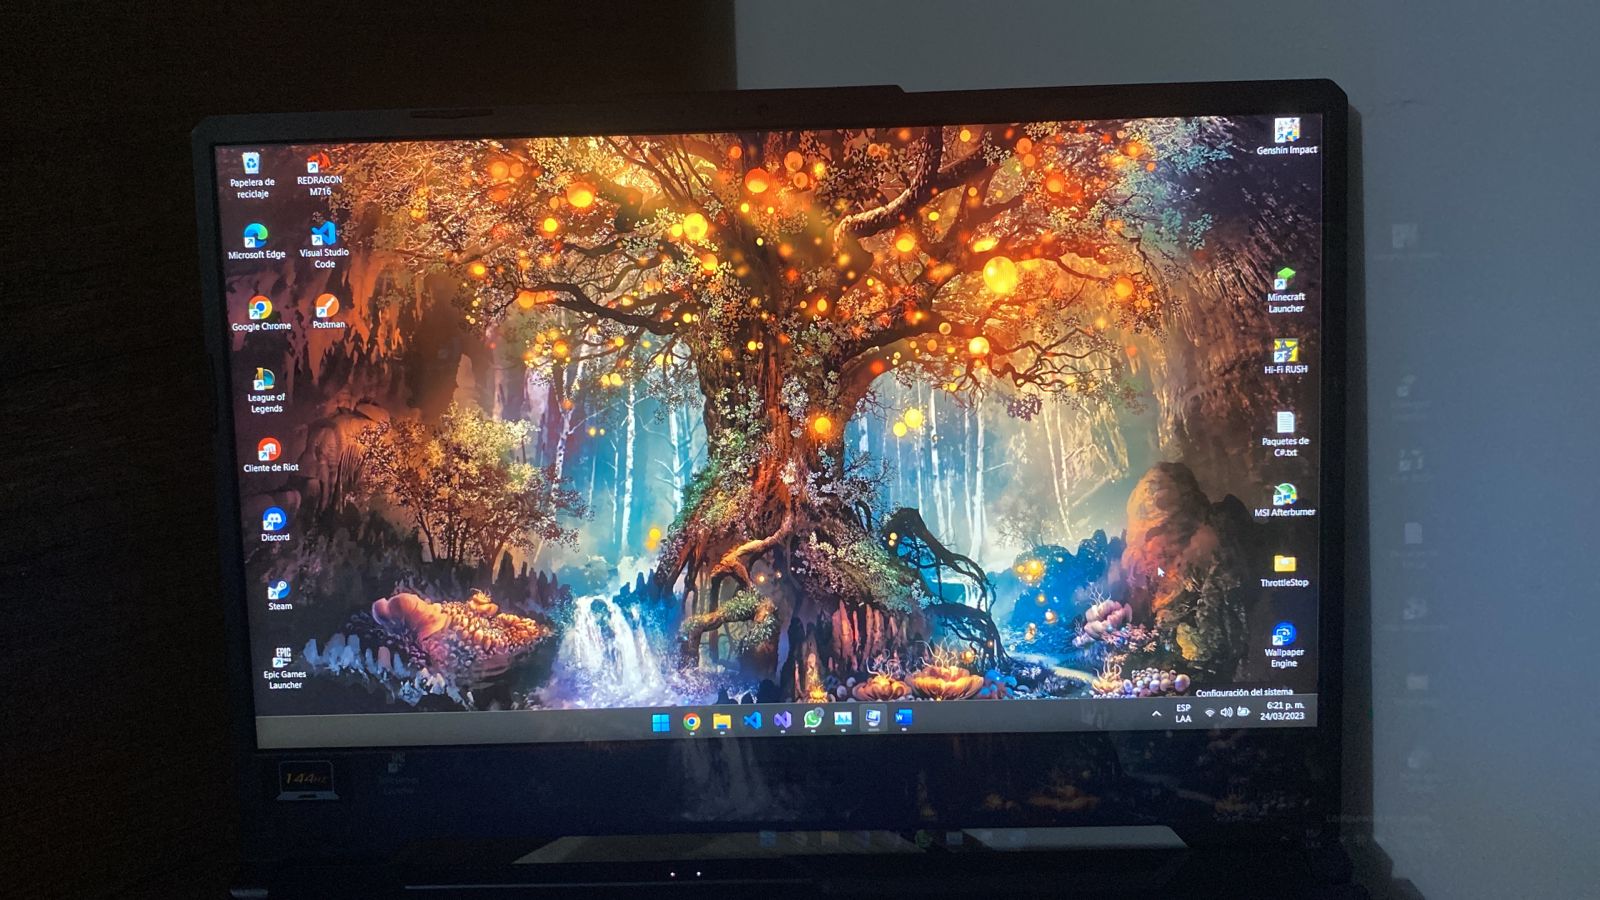 Papelera de
reciclaje
REDRAGON
M716
Microsoft Edge
Visual Studio
Code
Google Chrome
Postman
League of
Legends
Cliente de Riot
Discord
Steam
EPIC
Epic Games
Launcher
Genshin Impact
Minecraft
Launcher
Hi-Fi RUSH
Paquetes de
C#.txt
MSI Afterburner
ThrottleStop
Wallpaper
Engine
Configuración del sistema
ESP
LAA
6:21 p. m.
24/03/2023
144Hz